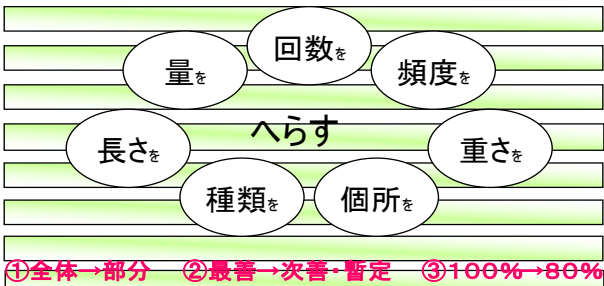 回数を
量を
頻度を
へらす
長さを
重さを
種類を
個所を
①全体→部分 ②最善→次善・暫定 ③100%→80%